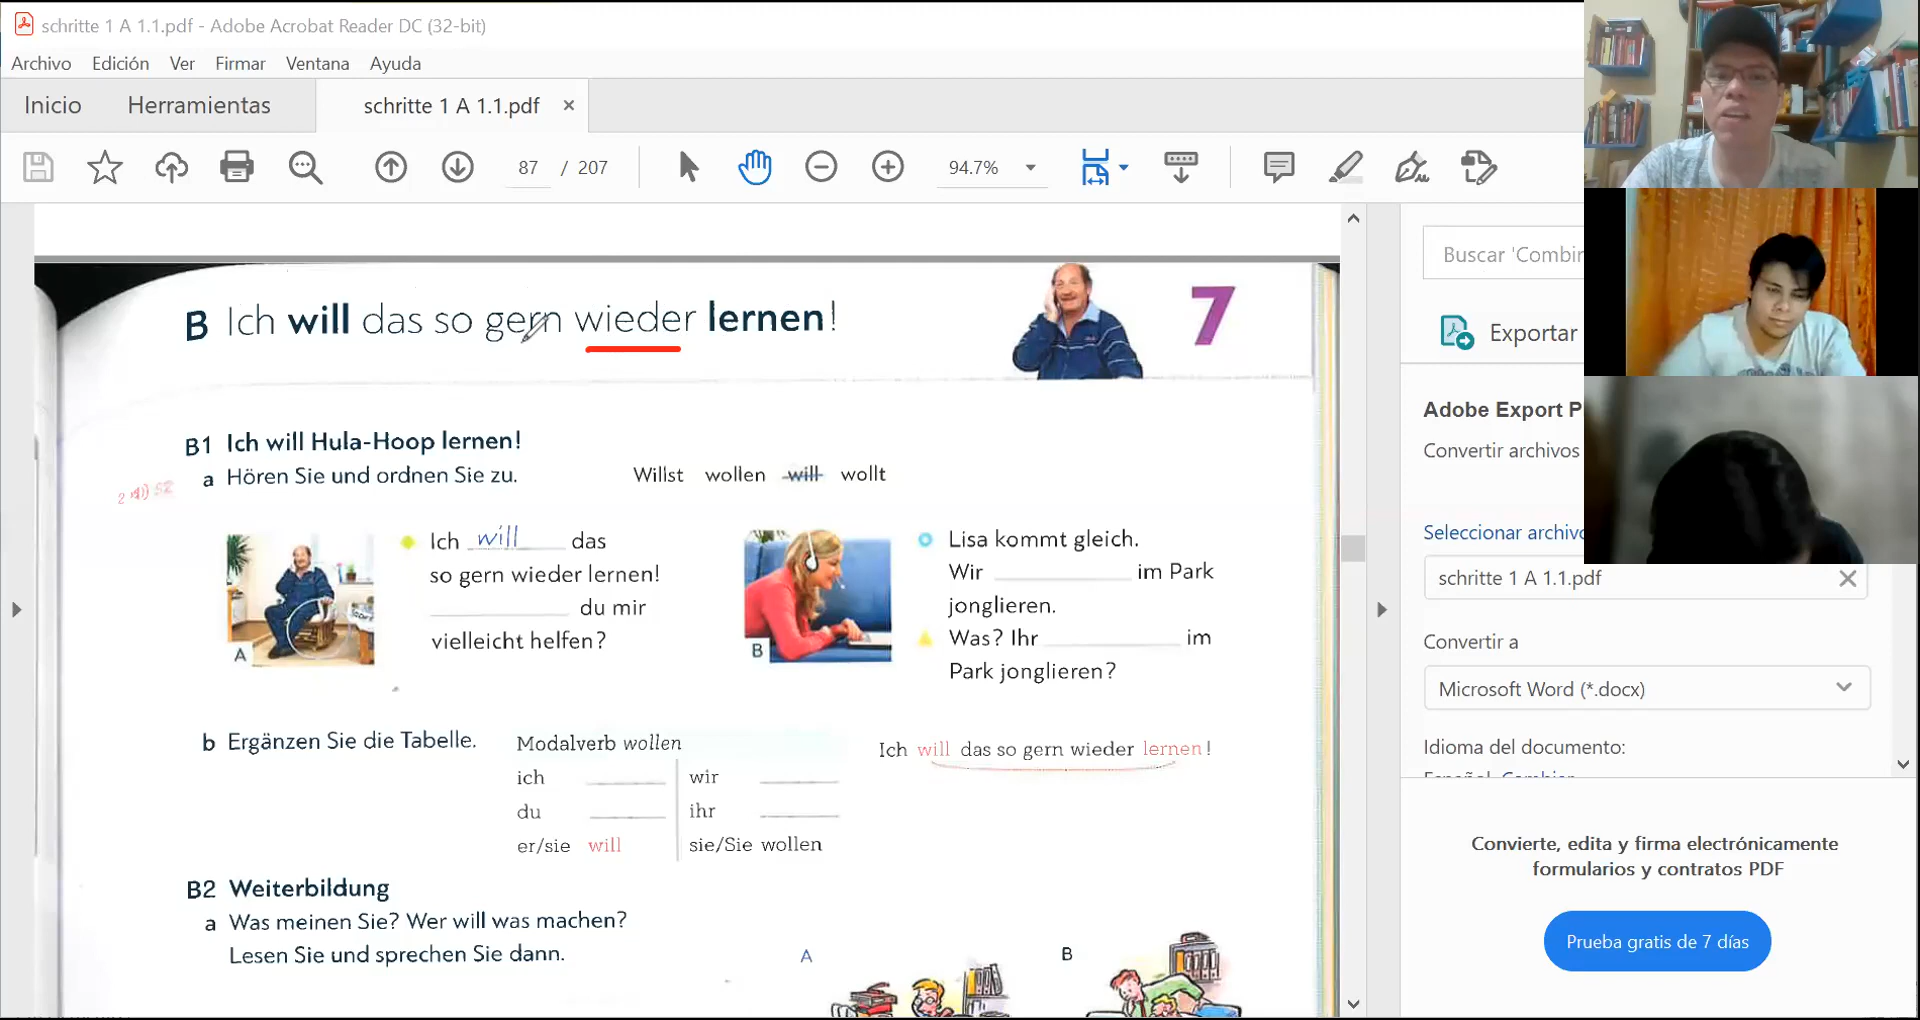 schritte 1 A 1.1.pdf - Adobe Acrobat Reader DC (32-bit)
Archivo Edición Ver Firmar Ventana Ayuda
Inicio Herramientas schritte 1 A 1.1.pdf ×
87 / 207 94.7%
B Ich will das so gern wieder lernen!
7
B1 Ich will Hula-Hoop lernen!
a Hören Sie und ordnen Sie zu.
Willst wollen will wollt
2 52
Ich will das
so gern wieder lernen!
du mir
vielleicht helfen?
A
Lisa kommt gleich.
Wir im Park
jonglieren.
Was? Ihr im
Park jonglieren?
B
b Ergänzen Sie die Tabelle.
Modalverb wollen
ich wir
du ihr
er/sie will sie/Sie wollen
Ich will das so gern wieder lernen!
B2 Weiterbildung
a Was meinen Sie? Wer will was machen?
Lesen Sie und sprechen Sie dann.
A
B
Buscar 'Combin
Exportar
Adobe Export P
Convertir archivos
Seleccionar archivo
schritte 1 A 1.1.pdf
Convertir a
Microsoft Word (*.docx)
Idioma del documento:
Español Cambiar
Convierte, edita y firma electrónicamente
formularios y contratos PDF
Prueba gratis de 7 días